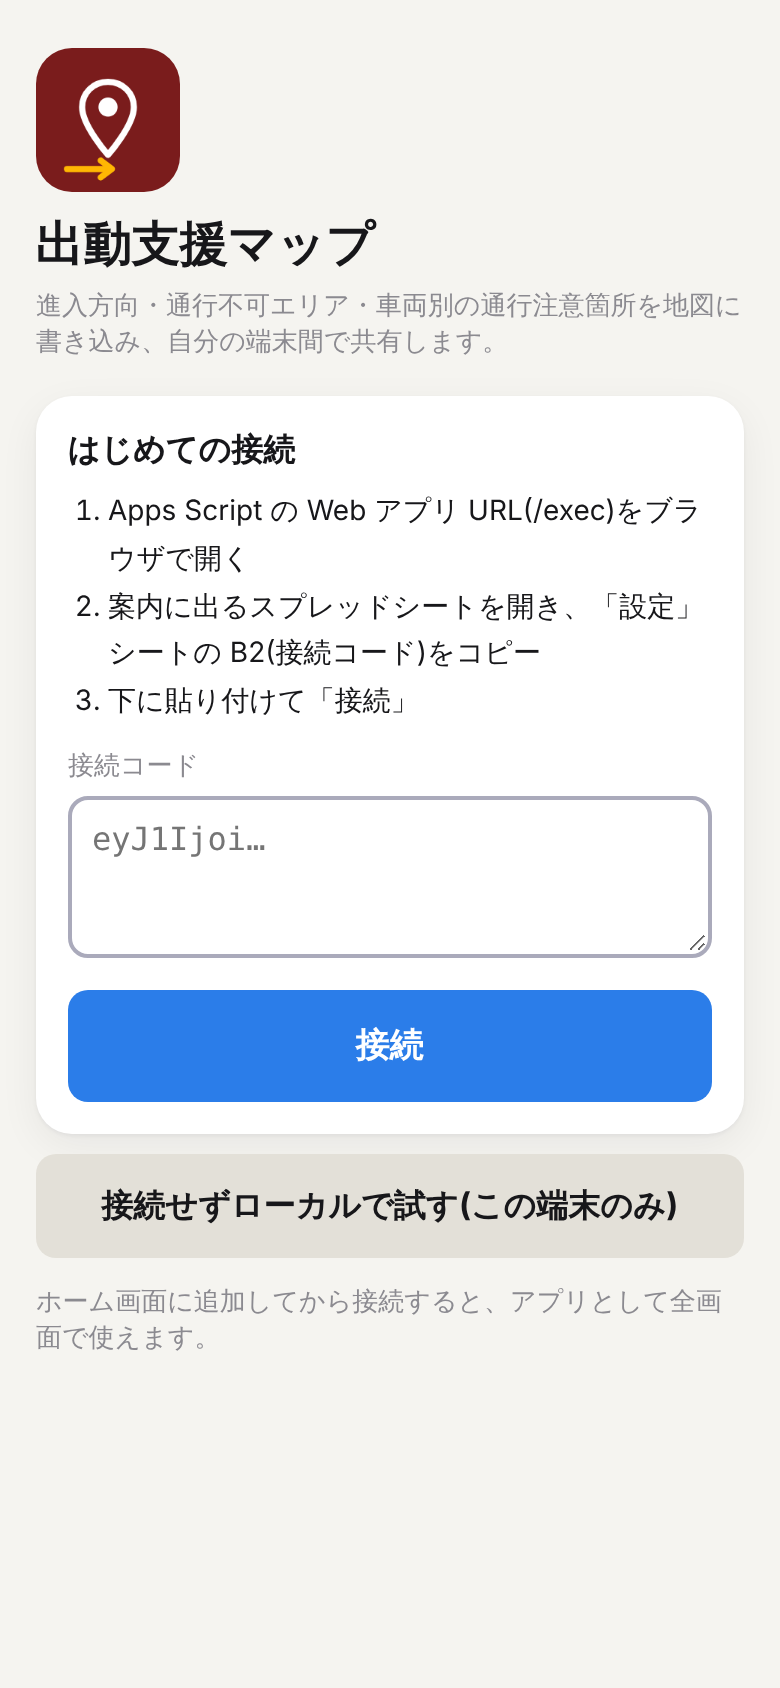 出動支援マップ
進入方向・通行不可エリア・車両別の通行注意箇所を地図に
書き込み、自分の端末間で共有します。
はじめての接続
1. Apps Script の Web アプリ URL(/exec)をブラ
ウザで開く
2. 案内に出るスプレッドシートを開き、「設定」
シートの B2(接続コード)をコピー
3. 下に貼り付けて「接続」
接続コード
eyJ1Ijoi…
接続
接続せずローカルで試す(この端末のみ)
ホーム画面に追加してから接続すると、アプリとして全画
面で使えます。